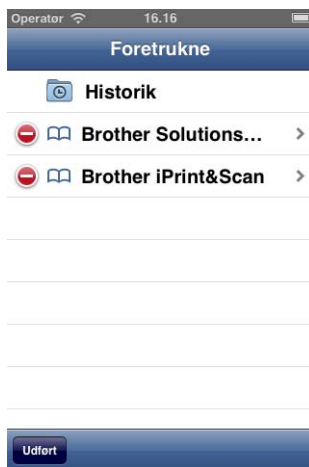 Operatør 16.16
Foretrukne
Historik
Brother Solutions...
Brother iPrint&Scan
Udført